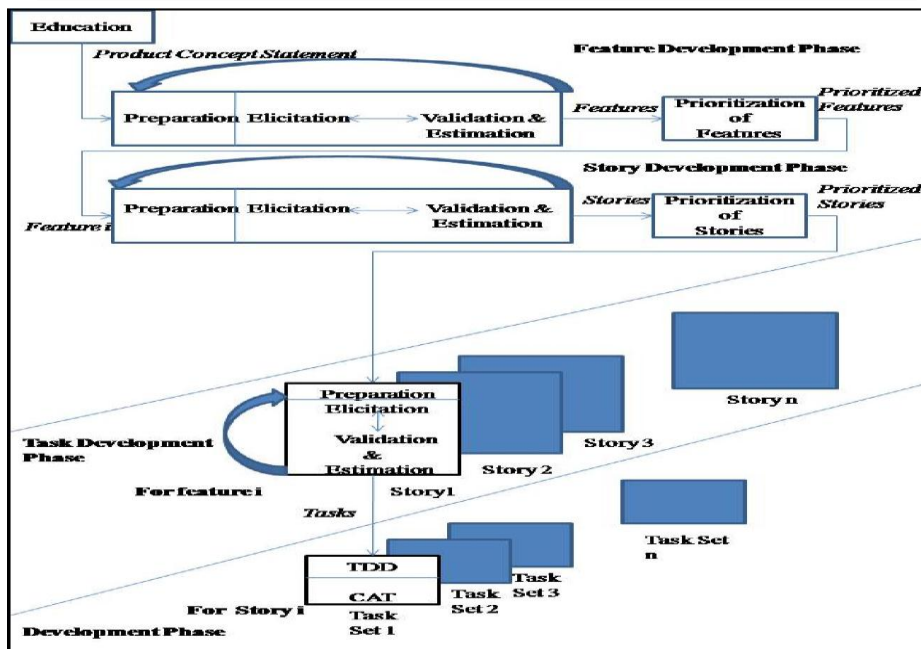 Education
Product Concept Statement
Feature Development Phase
Preparation Elicitation Validation &
Estimation
Features
Prioritization
of
Features
Prioritized
Features
Story Development Phase
Feature i
Preparation Elicitation Validation &
Estimation
Stories
Prioritization
of
Stories
Prioritized
Stories
Task Development
Phase
For feature i
Preparation
Elicitation
Validation
&
Estimation
Story1
Story 2
Story 3
Story n
Tasks
Development Phase
For Story i
TDD
CAT
Task
Set 1
Task
Set 2
Task
Set 3
Task Set
n